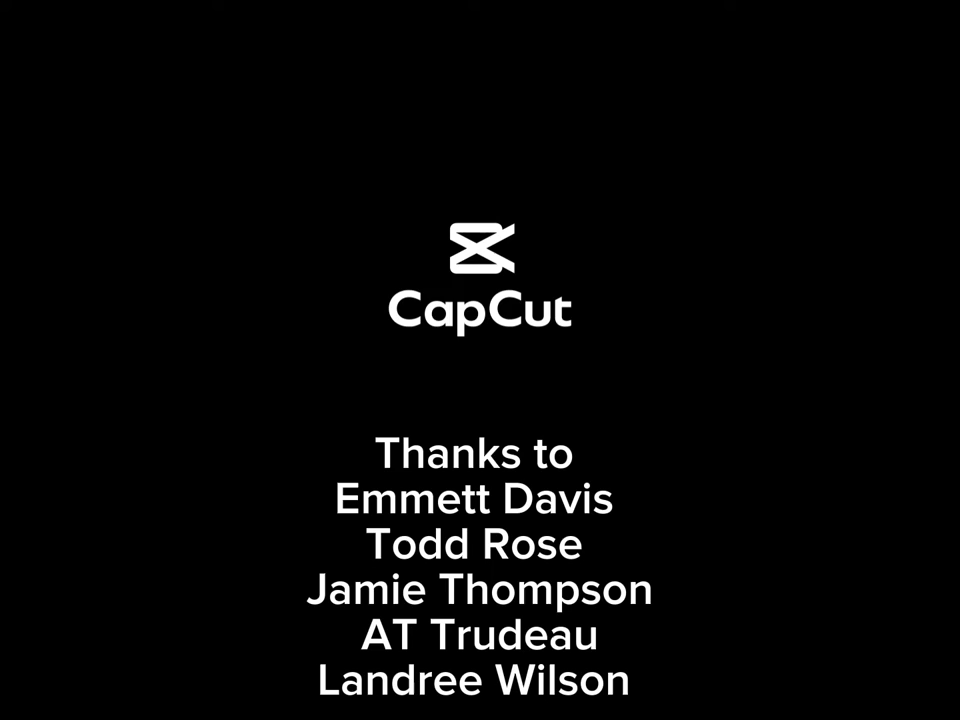 CapCut
Thanks to
Emmett Davis
Todd Rose
Jamie Thompson
AT Trudeau
Landree Wilson